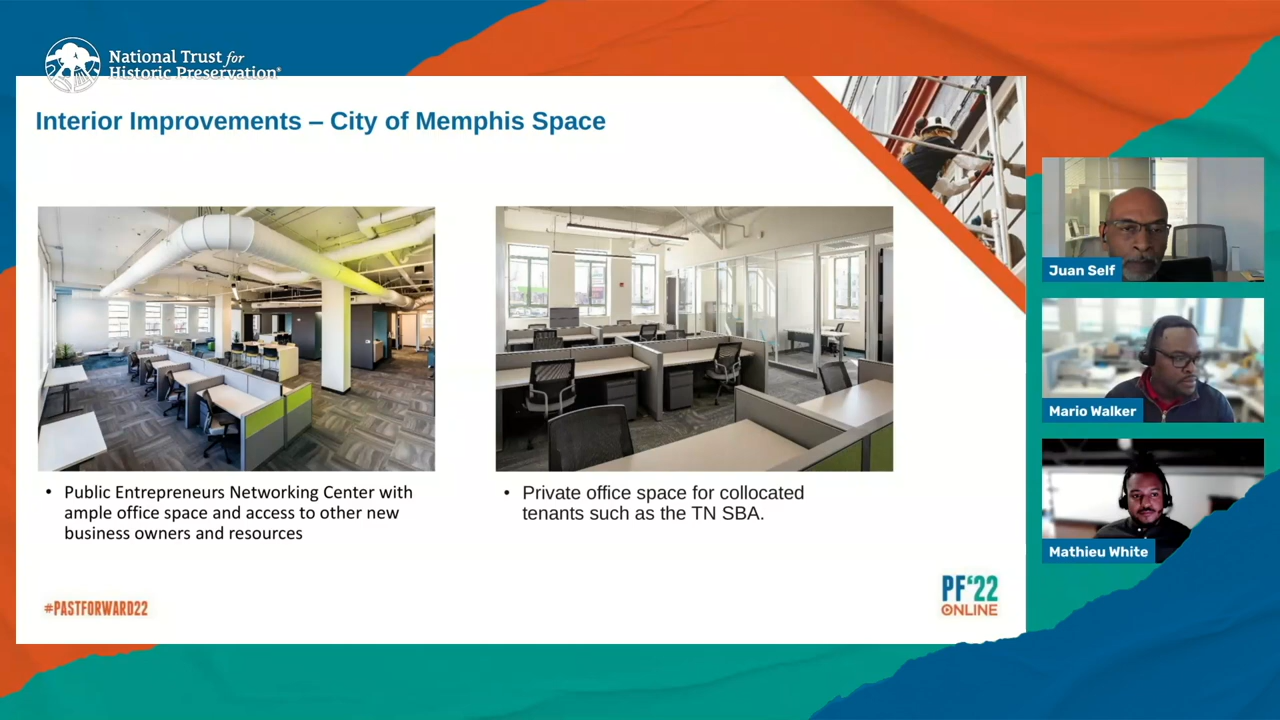 National Trust for
Historic Preservation®
Interior Improvements – City of Memphis Space
• Public Entrepreneurs Networking Center with
ample office space and access to other new
business owners and resources
• Private office space for collocated
tenants such as the TN SBA.
#PASTFORWARD22
PF'22
ONLINE
Juan Self
Mario Walker
Mathieu White